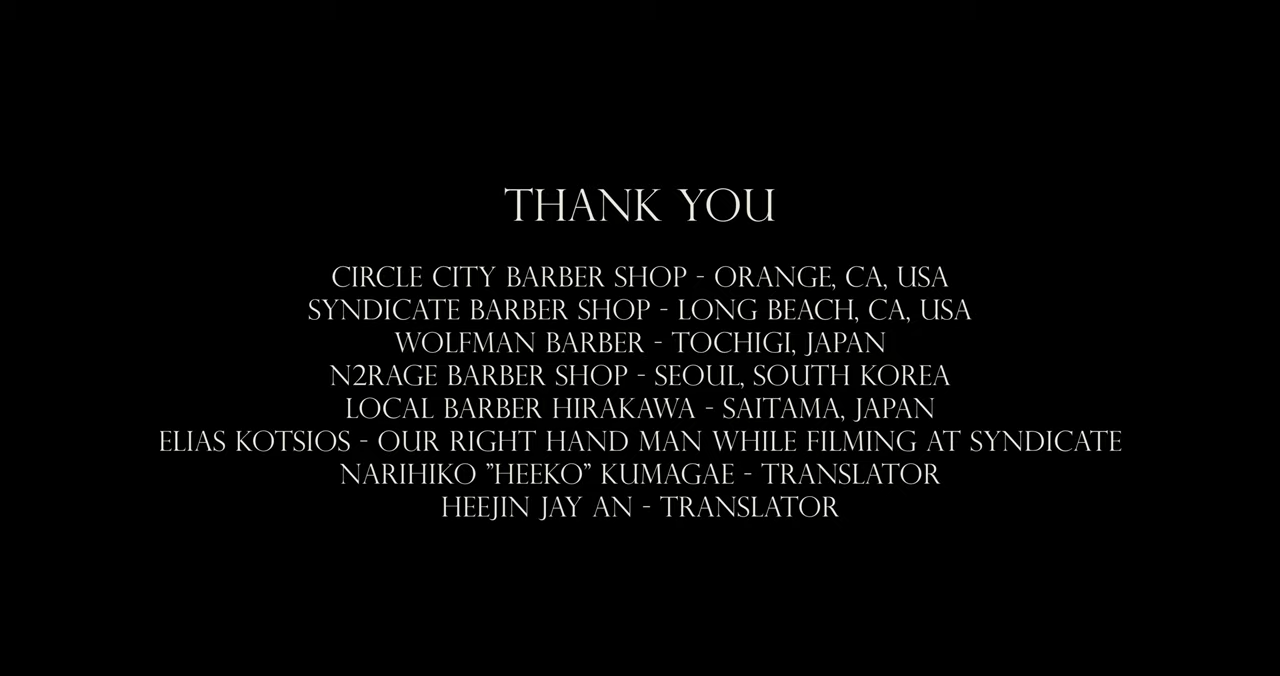 THANK YOU
CIRCLE CITY BARBER SHOP - ORANGE, CA, USA
SYNDICATE BARBER SHOP - LONG BEACH, CA, USA
WOLFMAN BARBER - TOCHIGI, JAPAN
N2RAGE BARBER SHOP - SEOUL, SOUTH KOREA
LOCAL BARBER HIRAKAWA - SAITAMA, JAPAN
ELIAS KOTSIOS - OUR RIGHT HAND MAN WHILE FILMING AT SYNDICATE
NARIHIKO "HEEKO" KUMAGAE - TRANSLATOR
HEEJIN JAY AN - TRANSLATOR